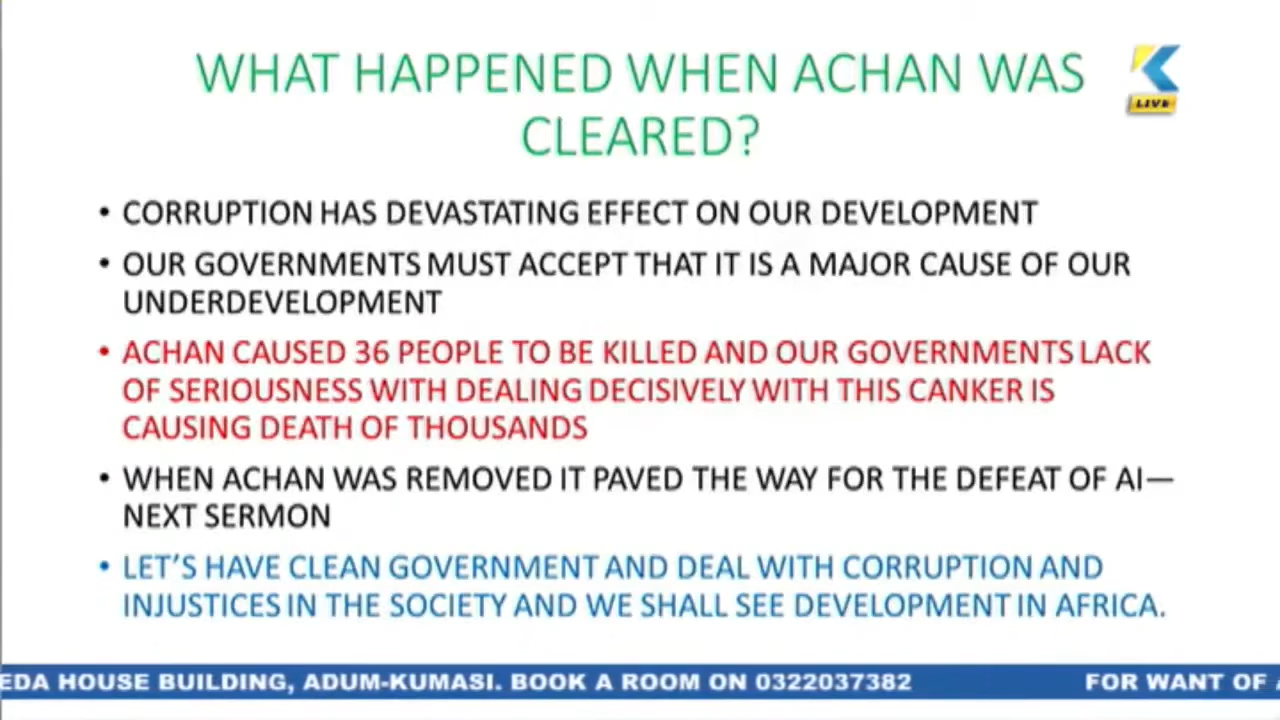 WHAT HAPPENED WHEN ACHAN WAS
CLEARED?
LIVE
• CORRUPTION HAS DEVASTATING EFFECT ON OUR DEVELOPMENT
• OUR GOVERNMENTS MUST ACCEPT THAT IT IS A MAJOR CAUSE OF OUR
UNDERDEVELOPMENT
• ACHAN CAUSED 36 PEOPLE TO BE KILLED AND OUR GOVERNMENTS LACK
OF SERIOUSNESS WITH DEALING DECISIVELY WITH THIS CANKER IS
CAUSING DEATH OF THOUSANDS
• WHEN ACHAN WAS REMOVED IT PAVED THE WAY FOR THE DEFEAT OF AI—
NEXT SERMON
• LET'S HAVE CLEAN GOVERNMENT AND DEAL WITH CORRUPTION AND
INJUSTICES IN THE SOCIETY AND WE SHALL SEE DEVELOPMENT IN AFRICA.
EDA HOUSE BUILDING, ADUM-KUMASI. BOOK A ROOM ON 0322037382 FOR WANT OF